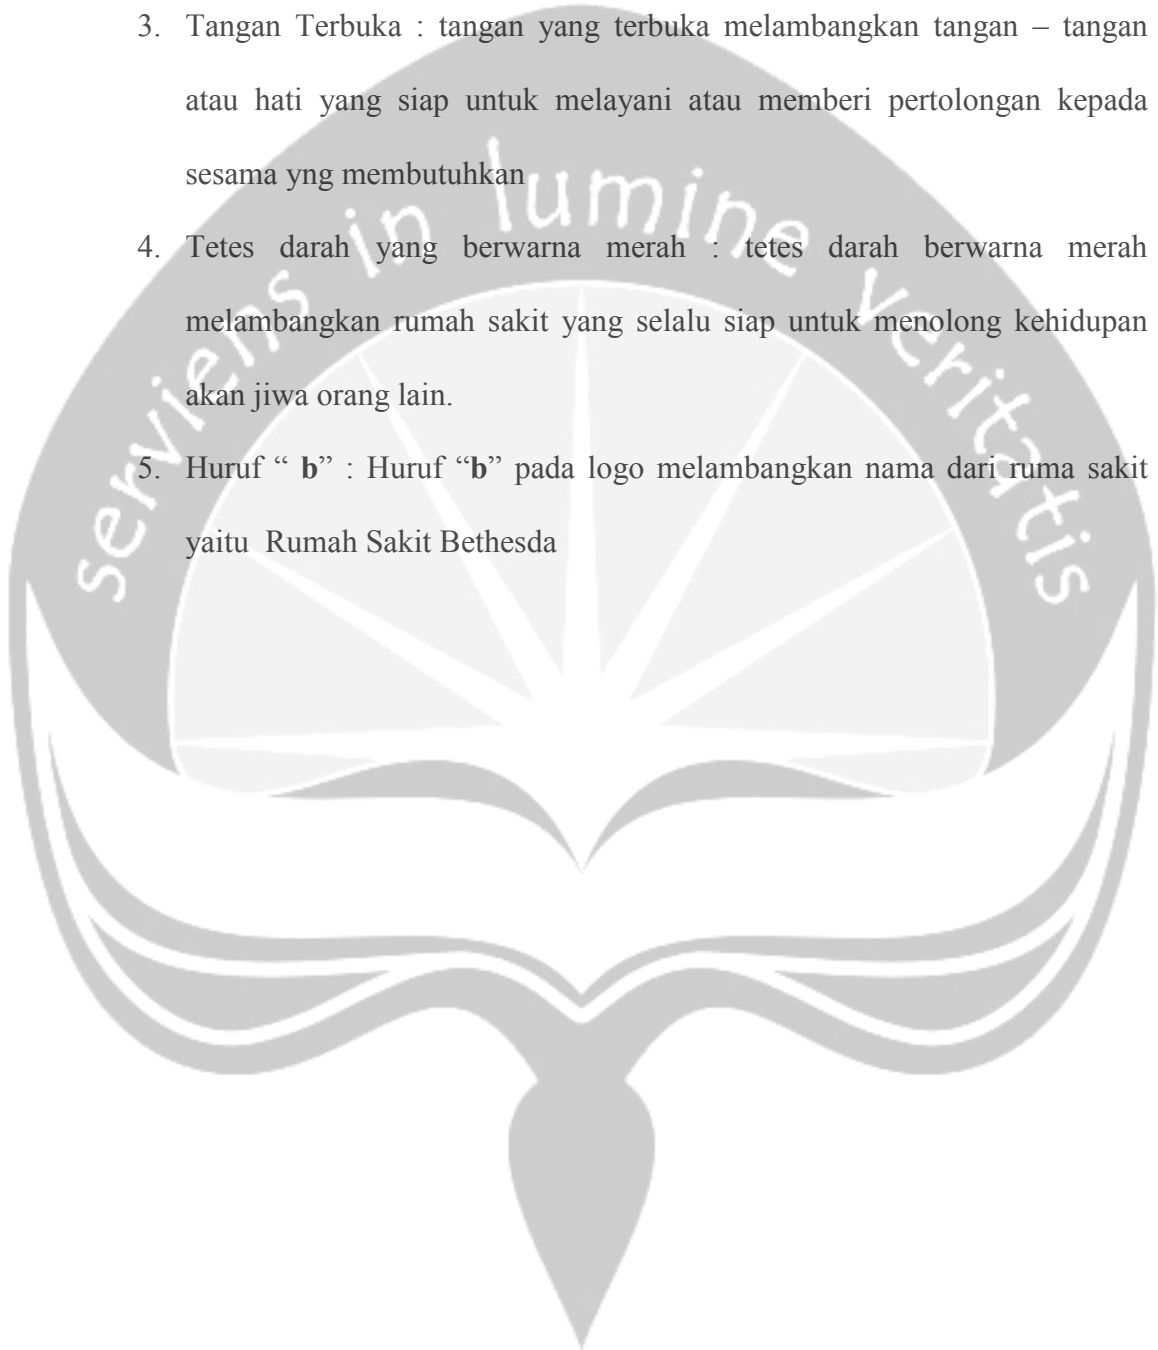 3. Tangan Terbuka : tangan yang terbuka melambangkan tangan – tangan
atau hati yang siap untuk melayani atau memberi pertolongan kepada
sesama yng membutuhkan
4. Tetes darah yang berwarna merah : tetes darah berwarna merah
melambangkan rumah sakit yang selalu siap untuk menolong kehidupan
akan jiwa orang lain.
5. Huruf “ b” : Huruf “b” pada logo melambangkan nama dari ruma sakit
yaitu Rumah Sakit Bethesda
serviens in lumine veritatis